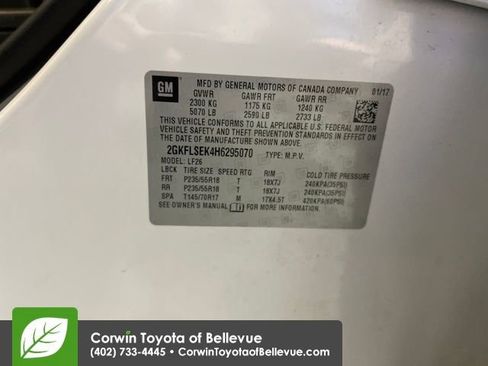 GM
MFD BY GENERAL MOTORS OF CANADA COMPANY 01/17
GVWR GAWR FRT GAWR RR
2300 KG 1175 KG 1240 KG
5070 LB 2590 LB 2733 LB
THIS VEHICLE CONFORMS TO ALL APPLICABLE U.S. FEDERAL MOTOR VEHICLE SAFETY AND THEFT PREVENTION STANDARDS IN EFFECT ON
THE DATE OF MANUFACTURE SHOWN ABOVE.
2GKFLSEK4H6295070 TYPE: M.P.V.
MODEL: LF26
LBCK TIRE SIZE SPEED RTG RIM COLD TIRE PRESSURE
FRT P235/55R18 T 18X7J 240KPA(35PSI)
RR P235/55R18 T 18X7J 240KPA(35PSI)
SPA T145/70R17 M 17X4.5T 420KPA(60PSI)
SEE OWNER'S MANUAL FOR MORE INFORMATION.
Corwin Toyota of Bellevue
(402) 733-4445 • CorwinToyotaofBellevue.com